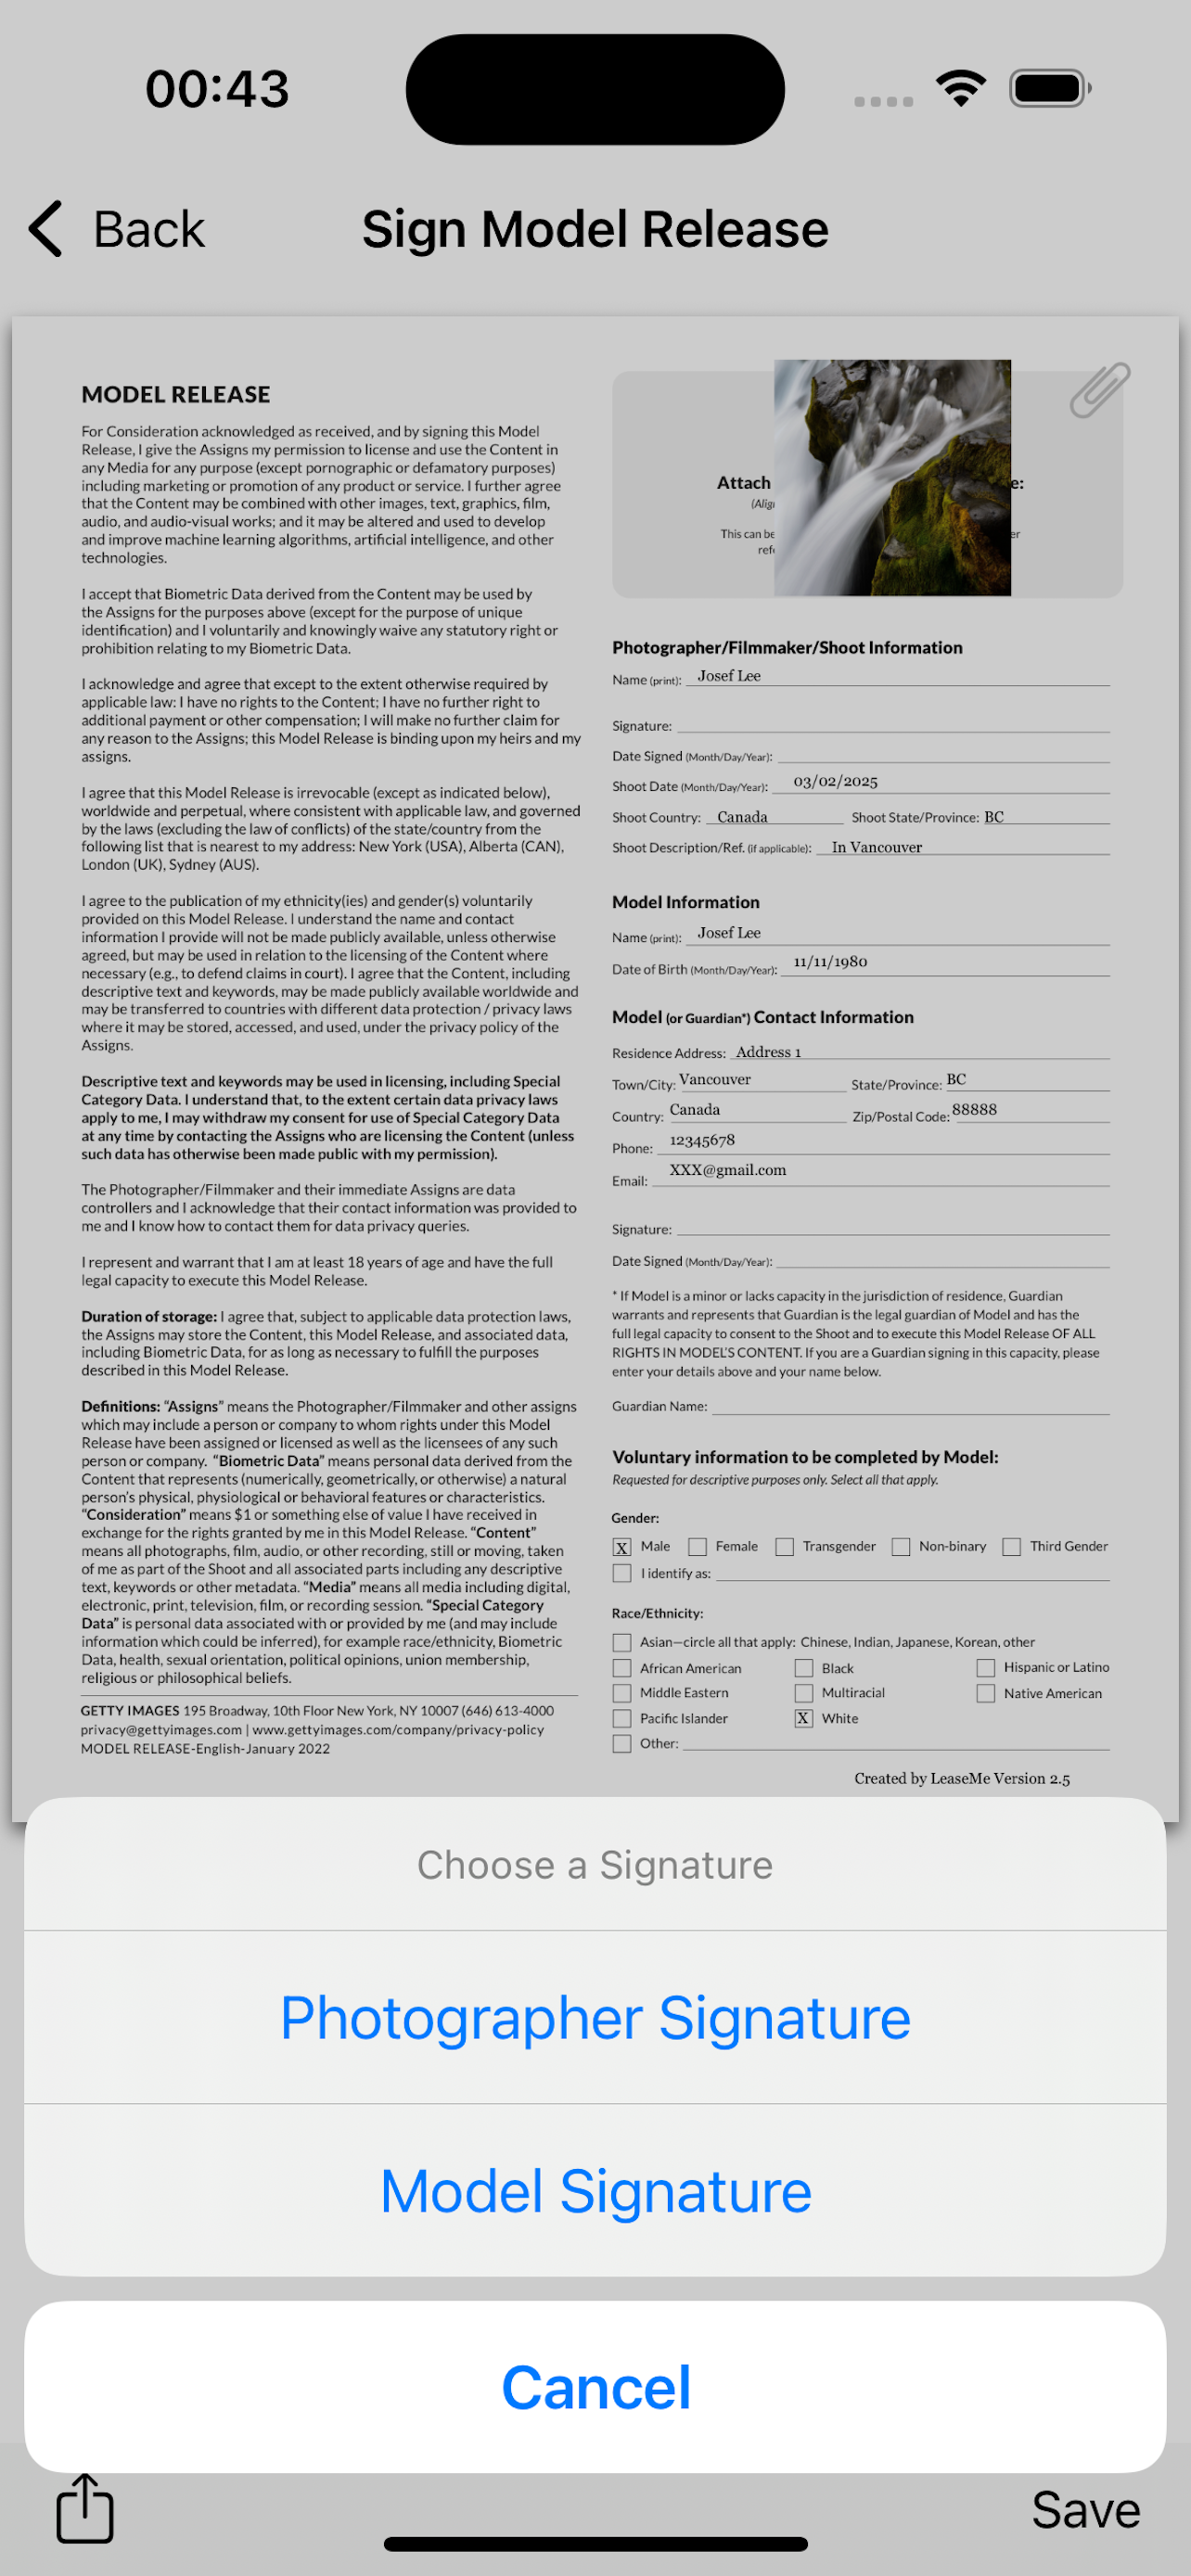 00:43
Back
Sign Model Release
MODEL RELEASE
For Consideration acknowledged as received, and by signing this Model
Release, I give the Assigns my permission to license and use the Content in
any Media for any purpose (except pornographic or defamatory purposes)
including marketing or promotion of any product or service. I further agree
that the Content may be combined with other images, text, graphics, film,
audio, and audio-visual works; and it may be altered and used to develop
and improve machine learning algorithms, artificial intelligence, and other
technologies.
I accept that Biometric Data derived from the Content may be used by
the Assigns for the purposes above (except for the purpose of unique
identification) and I voluntarily and knowingly waive any statutory right or
prohibition relating to my Biometric Data.
I acknowledge and agree that except to the extent otherwise required by
applicable law: I have no rights to the Content; I have no further right to
additional payment or other compensation; I will make no further claim for
any reason to the Assigns; this Model Release is binding upon my heirs and my
assigns.
I agree that this Model Release is irrevocable (except as indicated below),
worldwide and perpetual, where consistent with applicable law, and governed
by the laws (excluding the law of conflicts) of the state/country from the
following list that is nearest to my address: New York (USA), Alberta (CAN),
London (UK), Sydney (AUS).
I agree to the publication of my ethnicity(ies) and gender(s) voluntarily
provided on this Model Release. I understand the name and contact
information I provide will not be made publicly available, unless otherwise
agreed, but may be used in relation to the licensing of the Content where
necessary (e.g., to defend claims in court). I agree that the Content, including
descriptive text and keywords, may be made publicly available worldwide and
may be transferred to countries with different data protection / privacy laws
where it may be stored, accessed, and used, under the privacy policy of the
Assigns.
Descriptive text and keywords may be used in licensing, including Special
Category Data. I understand that, to the extent certain data privacy laws
apply to me, I may withdraw my consent for use of Special Category Data
at any time by contacting the Assigns who are licensing the Content (unless
such data has otherwise been made public with my permission).
The Photographer/Filmmaker and their immediate Assigns are data
controllers and I acknowledge that their contact information was provided to
me and I know how to contact them for data privacy queries.
I represent and warrant that I am at least 18 years of age and have the full
legal capacity to execute this Model Release.
Duration of storage: I agree that, subject to applicable data protection laws,
the Assigns may store the Content, this Model Release, and associated data,
including Biometric Data, for as long as necessary to fulfill the purposes
described in this Model Release.
Definitions: “Assigns” means the Photographer/Filmmaker and other assigns
which may include a person or company to whom rights under this Model
Release have been assigned or licensed as well as the licensees of any such
person or company. “Biometric Data” means personal data derived from the
Content that represents (numerically, geometrically, or otherwise) a natural
person’s physical, physiological or behavioral features or characteristics.
“Consideration” means $1 or something else of value I have received in
exchange for the rights granted by me in this Model Release. “Content”
means all photographs, film, audio, or other recording, still or moving, taken
of me as part of the Shoot and all associated parts including any descriptive
text, keywords or other metadata. “Media” means all media including digital,
electronic, print, television, film, or recording session. “Special Category
Data” is personal data associated with or provided by me (and may include
information which could be inferred), for example race/ethnicity, Biometric
Data, health, sexual orientation, political opinions, union membership,
religious or philosophical beliefs.
GETTY IMAGES 195 Broadway, 10th Floor New York, NY 10007 (646) 613-4000
privacy@gettyimages.com | www.gettyimages.com/company/privacy-policy
MODEL RELEASE-English-January 2022
Attach
This can be
Photographer/Filmmaker/Shoot Information
Name (print): Josef Lee
Signature:
Date Signed (Month/Day/Year):
Shoot Date (Month/Day/Year): 03/02/2025
Shoot Country: Canada Shoot State/Province: BC
Shoot Description/Ref. (if applicable): In Vancouver
Model Information
Name (print): Josef Lee
Date of Birth (Month/Day/Year): 11/11/1980
Model (or Guardian*) Contact Information
Residence Address: Address 1
Town/City: Vancouver State/Province: BC
Country: Canada Zip/Postal Code: 88888
Phone: 12345678
Email: XXX@gmail.com
Signature:
Date Signed (Month/Day/Year):
* If Model is a minor or lacks capacity in the jurisdiction of residence, Guardian
warrants and represents that Guardian is the legal guardian of Model and has the
full legal capacity to consent to the Shoot and to execute this Model Release OF ALL
RIGHTS IN MODEL’S CONTENT. If you are a Guardian signing in this capacity, please
enter your details above and your name below.
Guardian Name:
Voluntary information to be completed by Model:
Requested for descriptive purposes only. Select all that apply.
Gender:
X Male Female Transgender Non-binary Third Gender
I identify as:
Race/Ethnicity:
Asian—circle all that apply: Chinese, Indian, Japanese, Korean, other
African American Black Hispanic or Latino
Middle Eastern Multiracial Native American
Pacific Islander X White
Other:
Created by LeaseMe Version 2.5
Choose a Signature
Photographer Signature
Model Signature
Cancel
Save